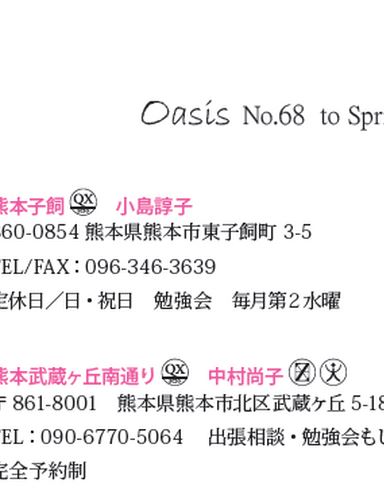 Oasis No.68 to Spri
熊本子飼 QX 小島諄子
860-0854 熊本県熊本市東子飼町 3-5
TEL/FAX：096-346-3639
定休日／日・祝日　勉強会　毎月第2水曜
熊本武蔵ヶ丘南通り QX 中村尚子
〒861-8001　熊本県熊本市北区武蔵ヶ丘 5-18
TEL：090-6770-5064　出張相談・勉強会も
完全予約制